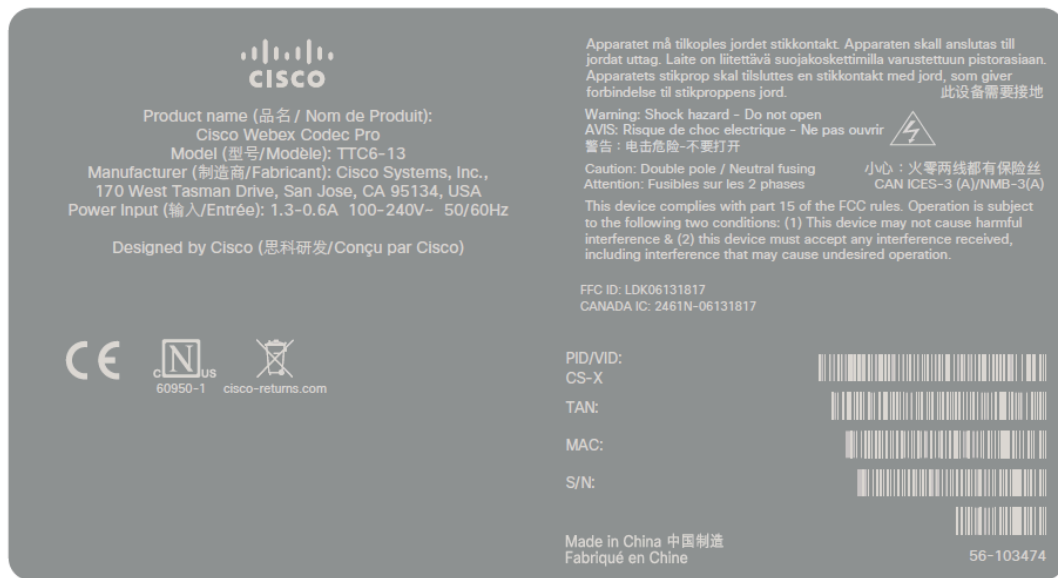 CISCO
Product name (品名 / Nom de Produit):
Cisco Webex Codec Pro
Model (型号/Modèle): TTC6-13
Manufacturer (制造商/Fabricant): Cisco Systems, Inc.,
170 West Tasman Drive, San Jose, CA 95134, USA
Power Input (输入/Entrée): 1.3-0.6A 100-240V~ 50/60Hz
Designed by Cisco (思科研发/Conçu par Cisco)
CE
c N US
60950-1 cisco-returns.com
Apparatet må tilkoples jordet stikkontakt. Apparaten skall anslutas till
jordat uttag. Laite on liitettävä suojakoskettimilla varustettuun pistorasiaan.
Apparatets stikprop skal tilsluttes en stikkontakt med jord, som giver
forbindelse til stikproppens jord. 此设备需要接地
Warning: Shock hazard - Do not open
AVIS: Risque de choc electrique - Ne pas ouvrir
警告：电击危险-不要打开
Caution: Double pole / Neutral fusing 小心：火零两线都有保险丝
Attention: Fusibles sur les 2 phases CAN ICES-3 (A)/NMB-3(A)
This device complies with part 15 of the FCC rules. Operation is subject
to the following two conditions: (1) This device may not cause harmful
interference & (2) this device must accept any interference received,
including interference that may cause undesired operation.
FFC ID: LDK06131817
CANADA IC: 2461N-06131817
PID/VID:
CS-X
TAN:
MAC:
S/N:
Made in China 中国制造
Fabriqué en Chine 56-103474